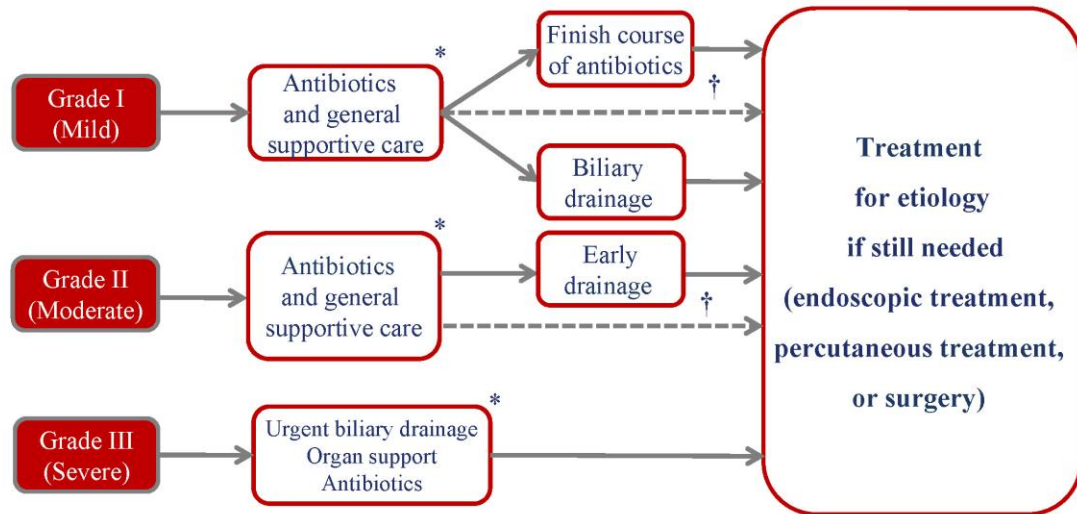 Grade I
(Mild)
Antibiotics
and general
supportive care
*
Finish course
of antibiotics
†
Biliary
drainage
Grade II
(Moderate)
Antibiotics
and general
supportive care
*
Early
drainage
†
Grade III
(Severe)
Urgent biliary drainage
Organ support
Antibiotics
*
Treatment
for etiology
if still needed
(endoscopic treatment,
percutaneous treatment,
or surgery)